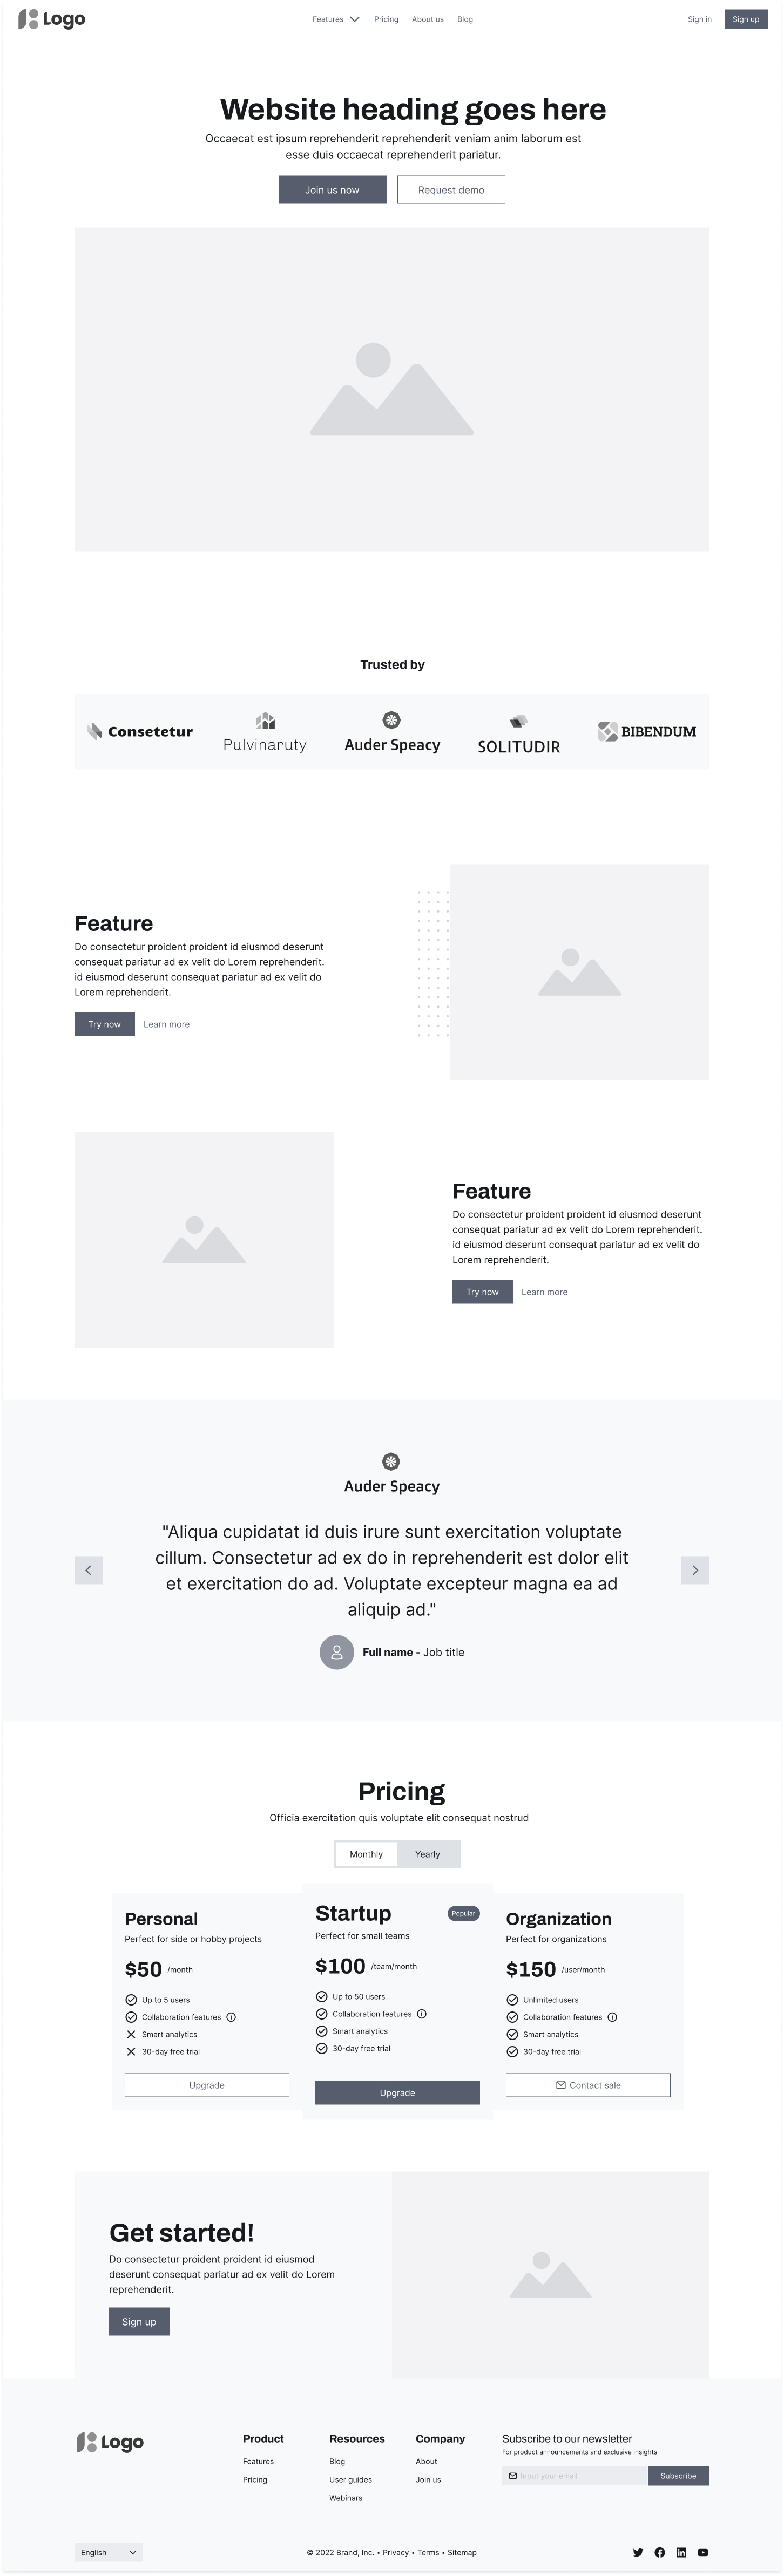 Logo
Features Pricing About us Blog
Sign in Sign up
Website heading goes here
Occaecat est ipsum reprehenderit reprehenderit veniam anim laborum est
esse duis occaecat reprehenderit pariatur.
Join us now Request demo
Trusted by
Consetetur
Pulvinaruty
Auder Speacy
SOLITUDIR
BIBENDUM
Feature
Do consectetur proident proident id eiusmod deserunt
consequat pariatur ad ex velit do Lorem reprehenderit.
id eiusmod deserunt consequat pariatur ad ex velit do
Lorem reprehenderit.
Try now Learn more
Feature
Do consectetur proident proident id eiusmod deserunt
consequat pariatur ad ex velit do Lorem reprehenderit.
id eiusmod deserunt consequat pariatur ad ex velit do
Lorem reprehenderit.
Try now Learn more
Auder Speacy
"Aliqua cupidatat id duis irure sunt exercitation voluptate
cillum. Consectetur ad ex do in reprehenderit est dolor elit
et exercitation do ad. Voluptate excepteur magna ea ad
aliquip ad."
Full name - Job title
Pricing
Officia exercitation quis voluptate elit consequat nostrud
Monthly Yearly
Personal
Perfect for side or hobby projects
$50 /month
Up to 5 users
Collaboration features
Smart analytics
30-day free trial
Upgrade
Startup
Popular
Perfect for small teams
$100 /team/month
Up to 50 users
Collaboration features
Smart analytics
30-day free trial
Upgrade
Organization
Perfect for organizations
$150 /user/month
Unlimited users
Collaboration features
Smart analytics
30-day free trial
Contact sale
Get started!
Do consectetur proident proident id eiusmod
deserunt consequat pariatur ad ex velit do Lorem
reprehenderit.
Sign up
Logo
Product
Features
Pricing
Resources
Blog
User guides
Webinars
Company
About
Join us
Subscribe to our newsletter
For product announcements and exclusive insights
Input your email Subscribe
English
© 2022 Brand, Inc. • Privacy • Terms • Sitemap